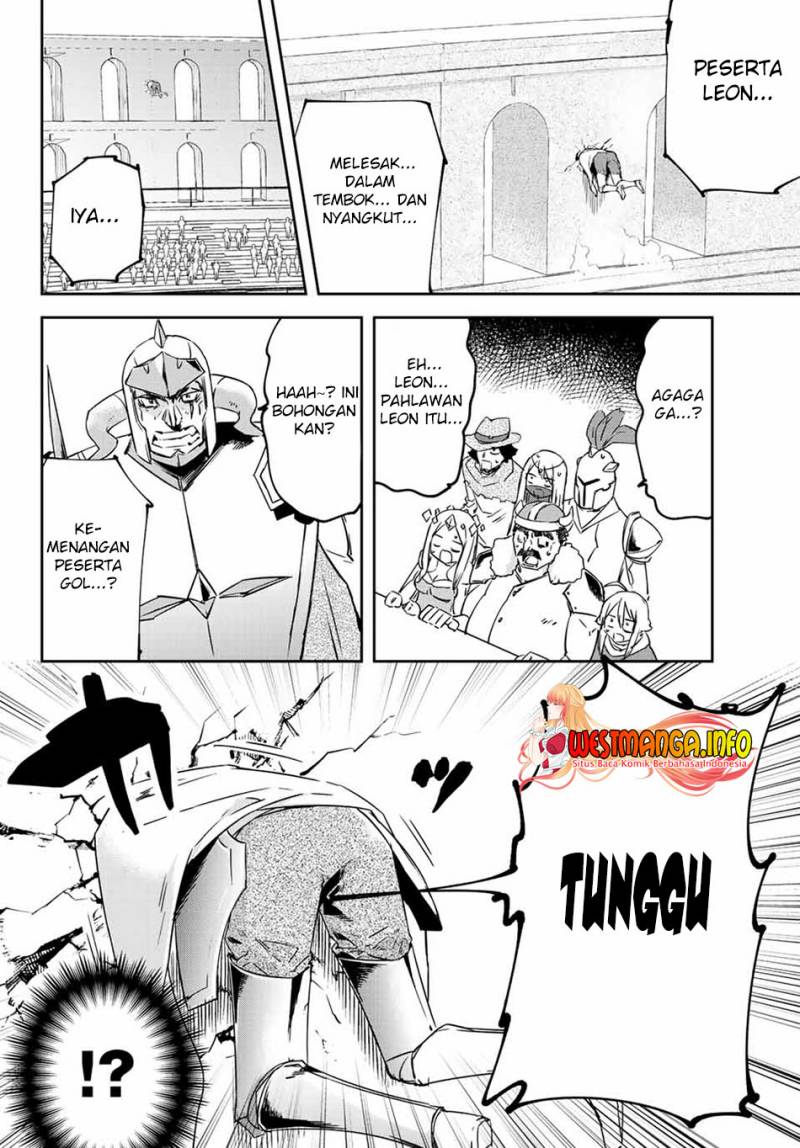 PESERTA
LEON...
MELESAK...
DALAM
TEMBOK... DAN
NYANGKUT...
IYA...
AGAGA
GA...?
EH...
LEON...
PAHLAWAN
LEON ITU...
HAAH~? INI
BOHONGAN
KAN?
KE-
MENANGAN
PESERTA
GOL...?
WESTMANGA.INFO
Situs Baca Komik Berbahasa Indonesia
TUNGGU
!?